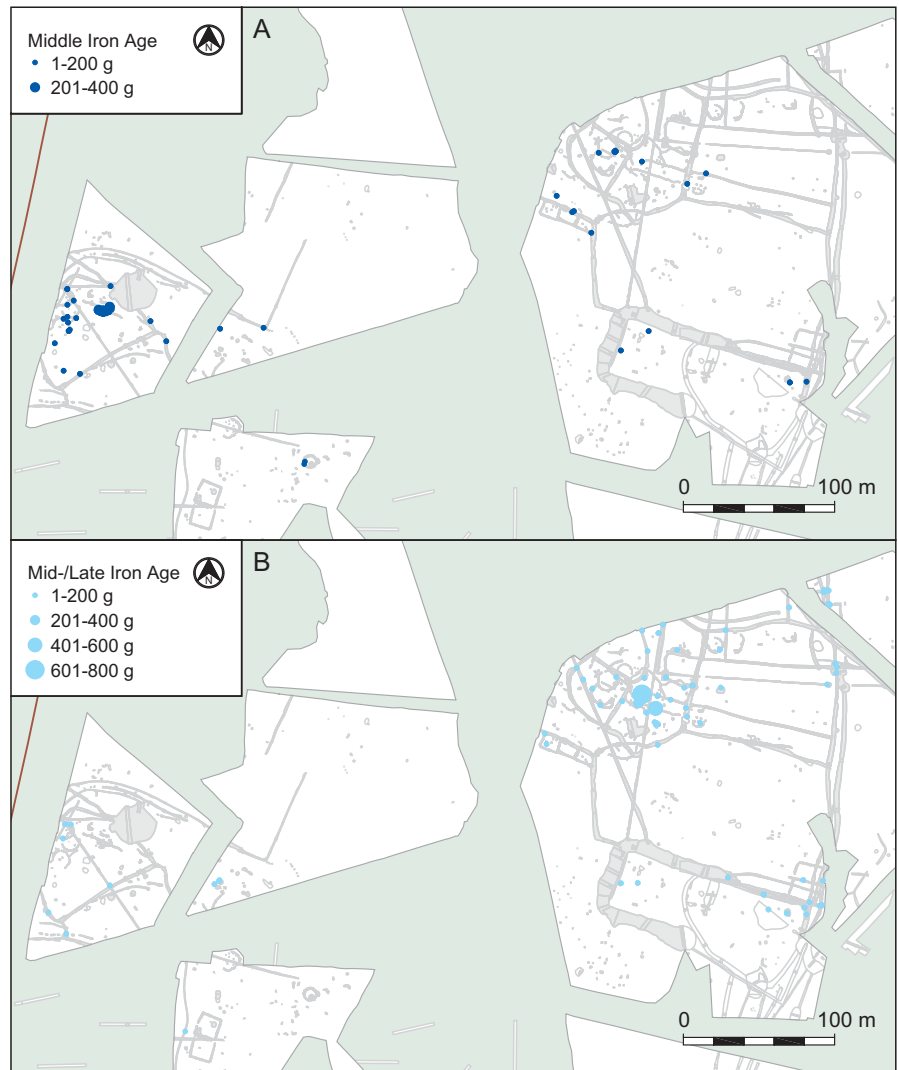 Middle Iron Age
N
1-200 g
201-400 g
A
0 100 m
Mid-/Late Iron Age
N
1-200 g
201-400 g
401-600 g
601-800 g
B
0 100 m